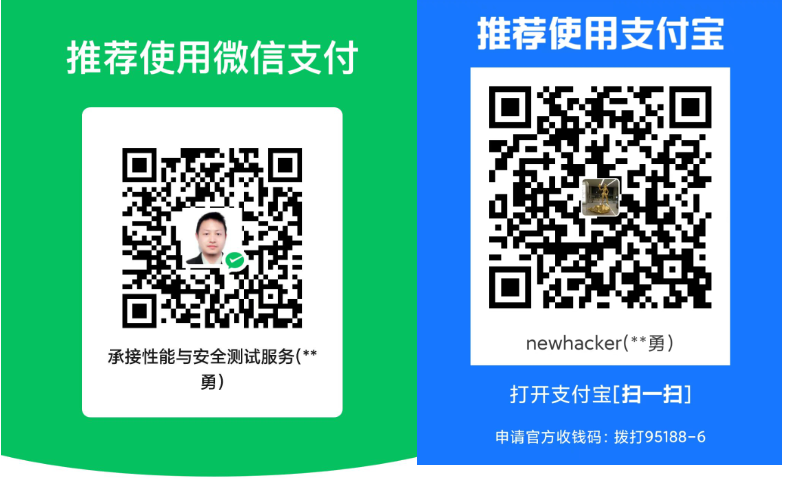 推荐使用微信支付
承接性能与安全测试服务(**
勇)
推荐使用支付宝
newhacker(**勇)
打开支付宝[扫一扫]
申请官方收钱码：拨打95188-6